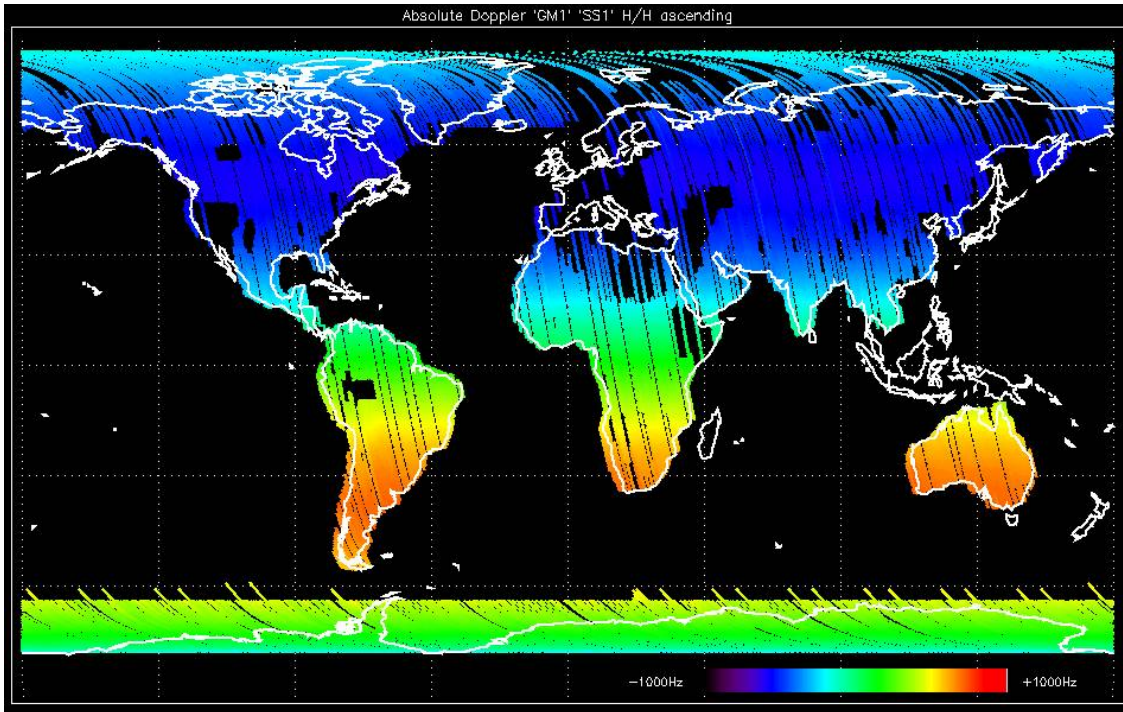 Absolute Doppler 'GM1' 'SS1' H/H ascending
−1000Hz +1000Hz